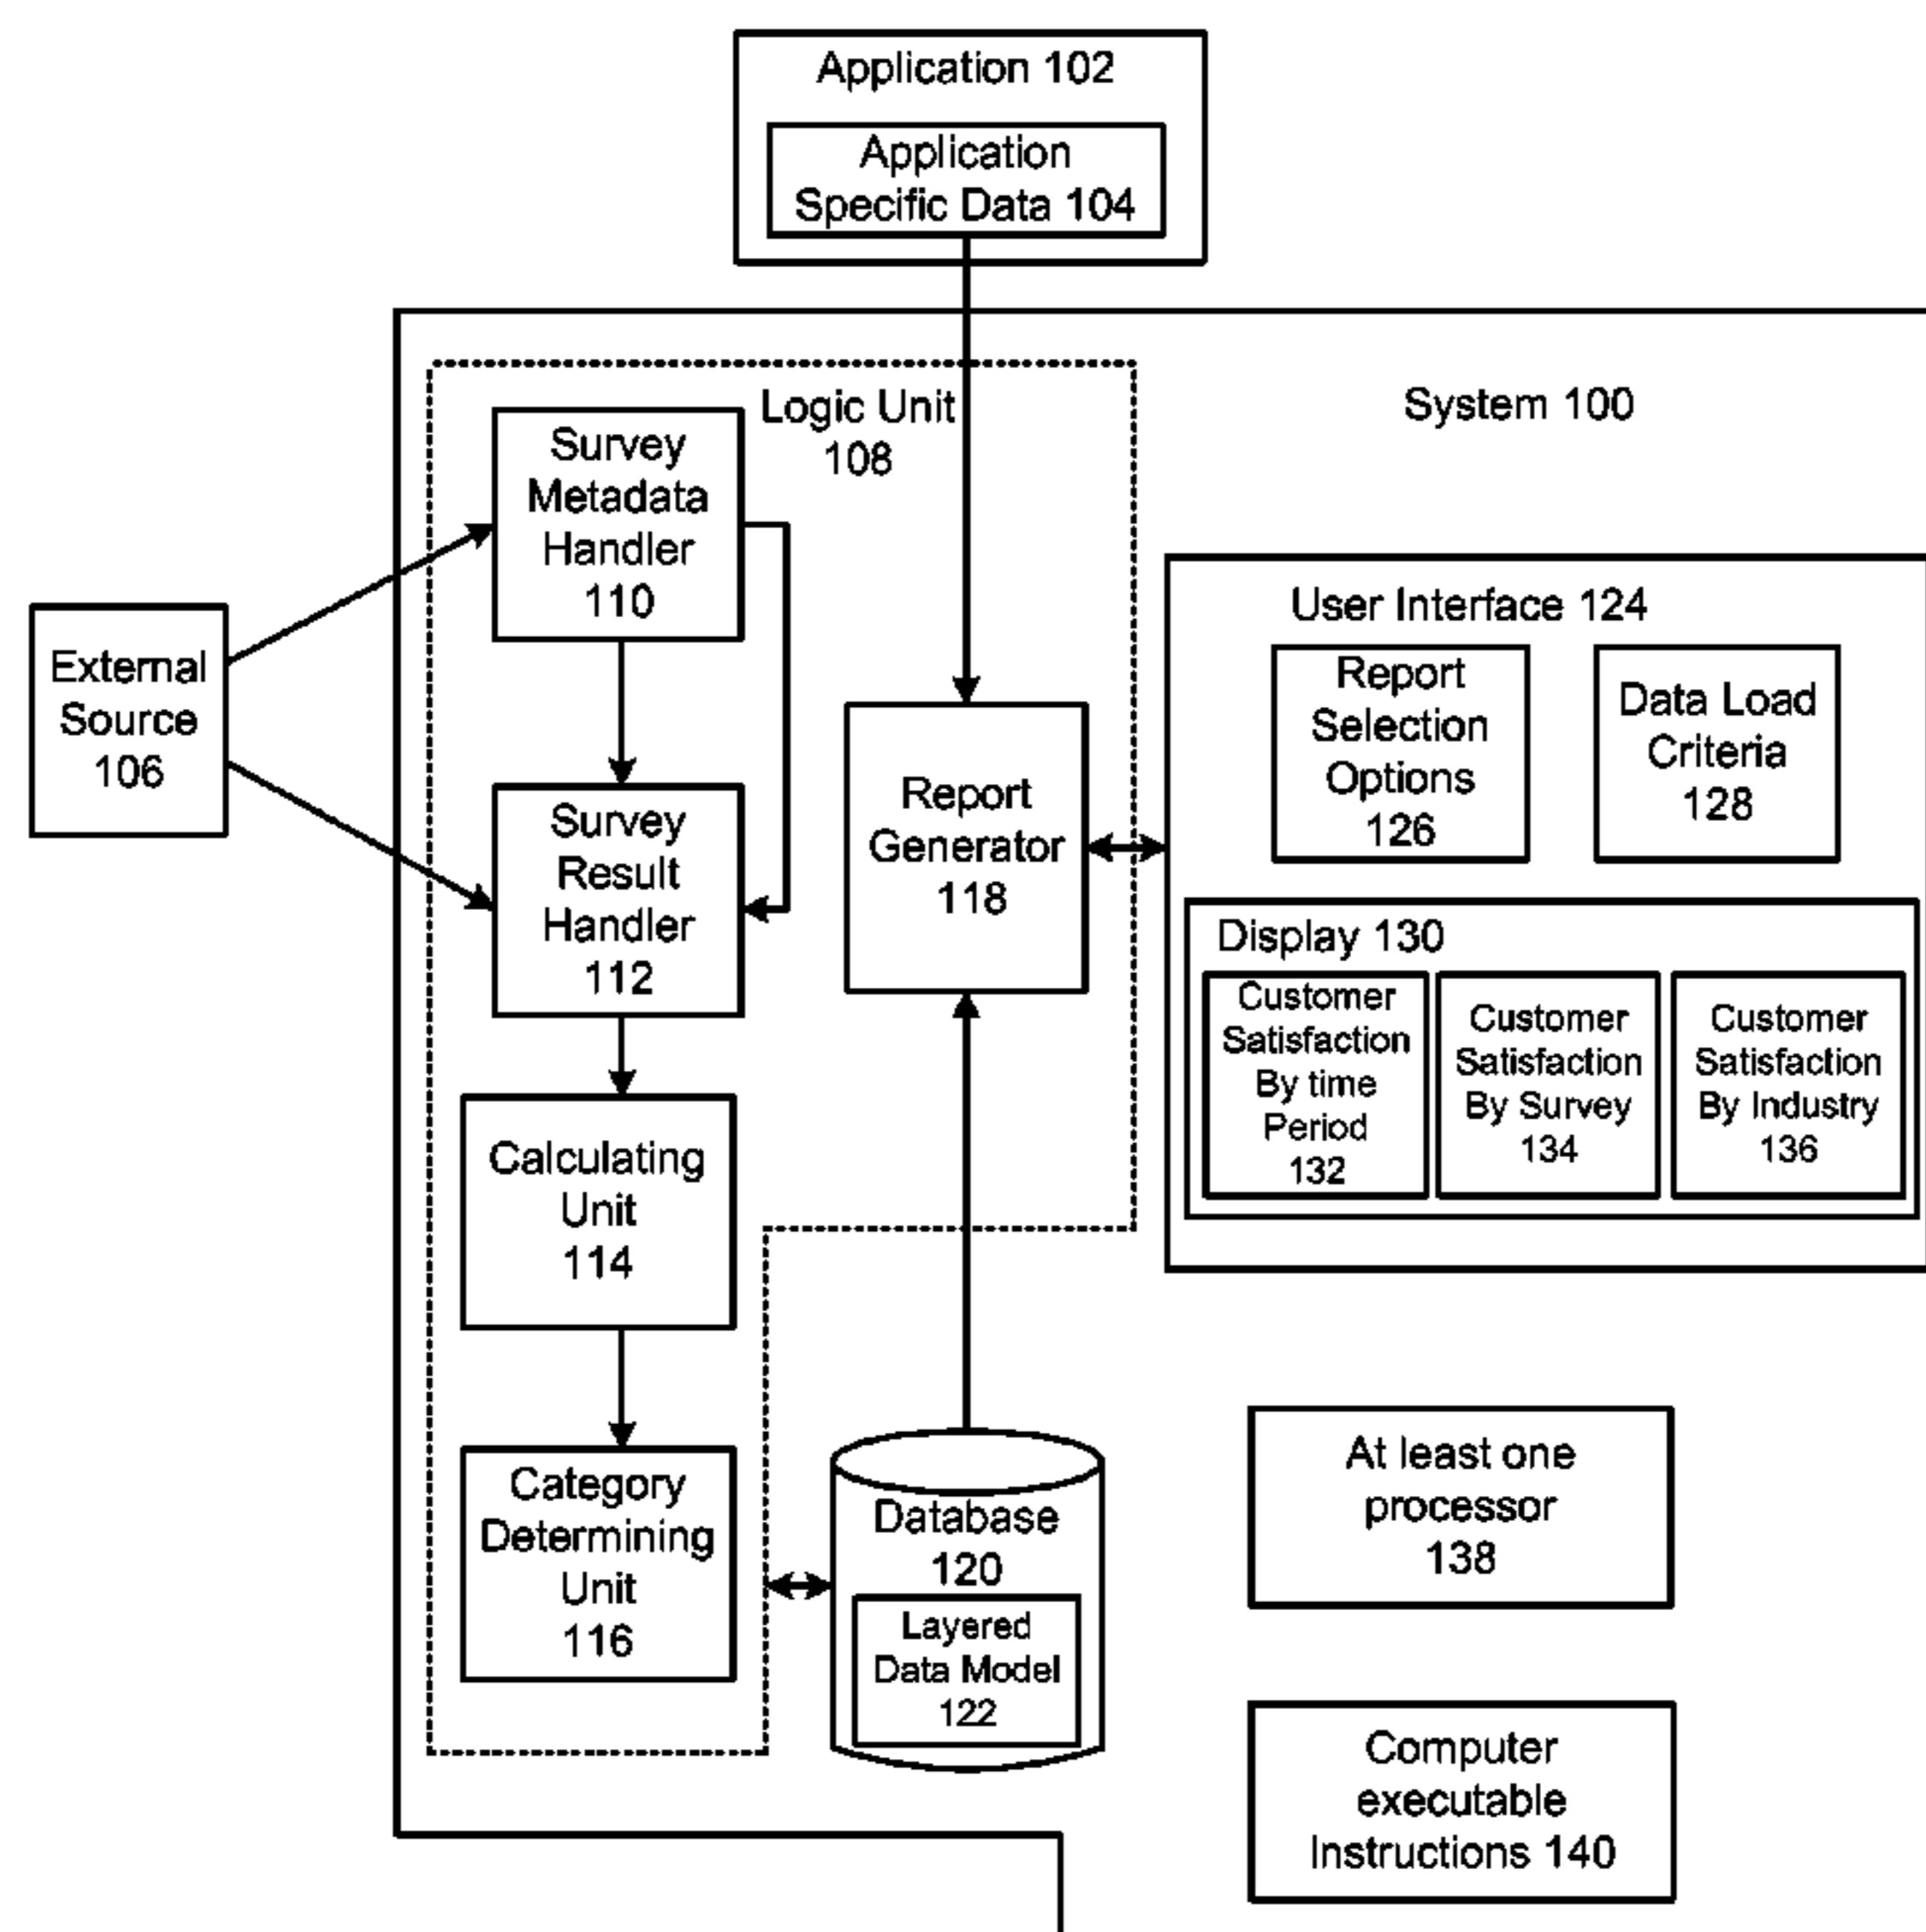 Application 102
Application
Specific Data 104
System 100
Logic Unit
108
Survey
Metadata
Handler
110
External
Source
106
Survey
Result
Handler
112
Calculating
Unit
114
Category
Determining
Unit
116
Report
Generator
118
Database
120
Layered
Data Model
122
User Interface 124
Report
Selection
Options
126
Data Load
Criteria
128
Display 130
Customer
Satisfaction
By time
Period
132
Customer
Satisfaction
By Survey
134
Customer
Satisfaction
By Industry
136
At least one
processor
138
Computer
executable
Instructions 140